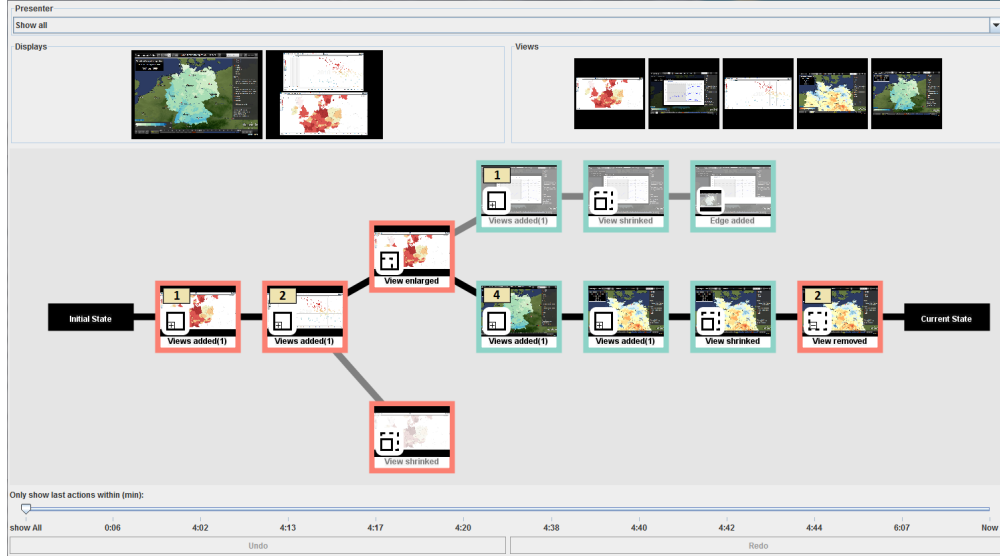 Presenter
Show all
Displays
Views
1
Views added(1)
View shrinked
Edge added
View enlarged
Initial State
1
Views added(1)
2
Views added(1)
4
Views added(1)
Views added(1)
View shrinked
2
View removed
Current State
View shrinked
Only show last actions within (min):
show All 0:06 4:02 4:13 4:17 4:20 4:38 4:40 4:42 4:44 6:07 Now
Undo Redo